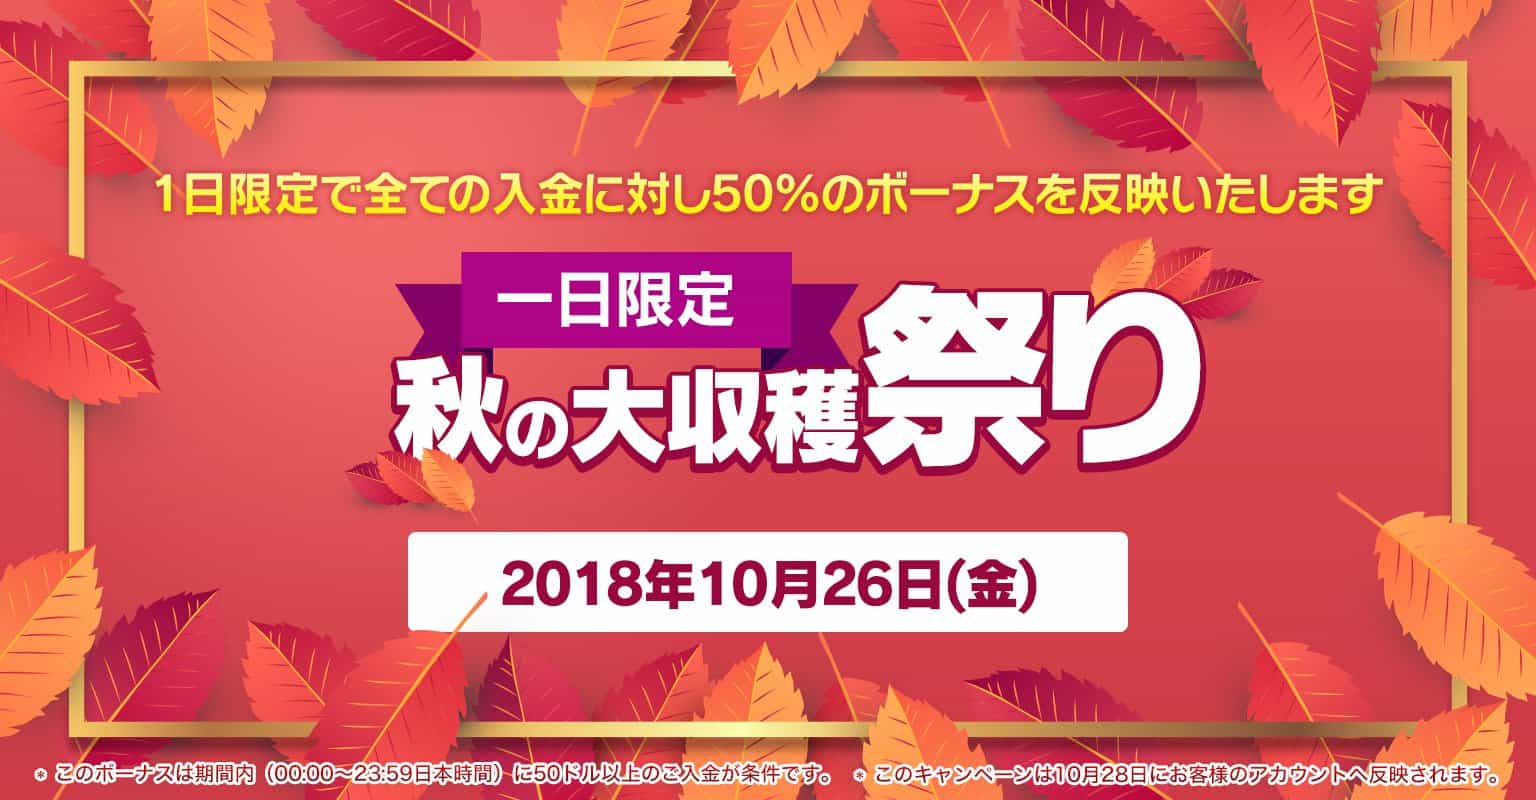 1日限定で全ての入金に対し50%のボーナスを反映いたします
一日限定
秋の大収穫祭り
2018年10月26日(金)
* このボーナスは期間内（00:00～23:59日本時間）に50ドル以上のご入金が条件です。 * このキャンペーンは10月28日にお客様のアカウントへ反映されます。